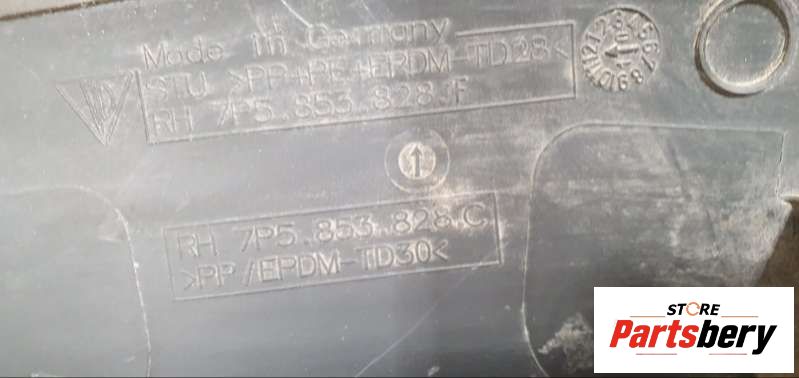 Made in Germany
STU >PP+PE+EPDM-TD28<
RH 7P5.853.828.F
RH 7P5.853.828.C
>PP/EPDM-TD30<
STORE
Partsbery